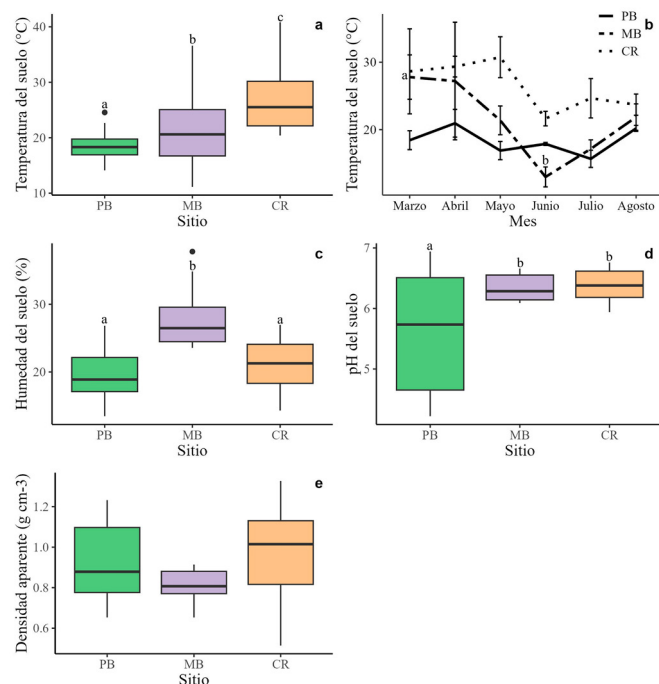 a
c
b
a
40
30
20
10
Temperatura del suelo (°C)
PB
MB
CR
Sitio
b
PB
MB
CR
a
b
30
20
Temperatura del suelo (°C)
Marzo Abril Mayo Junio Julio Agosto
Mes
c
b
a
a
30
20
Humedad del suelo (%)
PB
MB
CR
Sitio
d
a
b
b
7
6
5
pH del suelo
PB
MB
CR
Sitio
e
1.2
1.0
0.8
0.6
Densidad aparente (g cm-3)
PB
MB
CR
Sitio